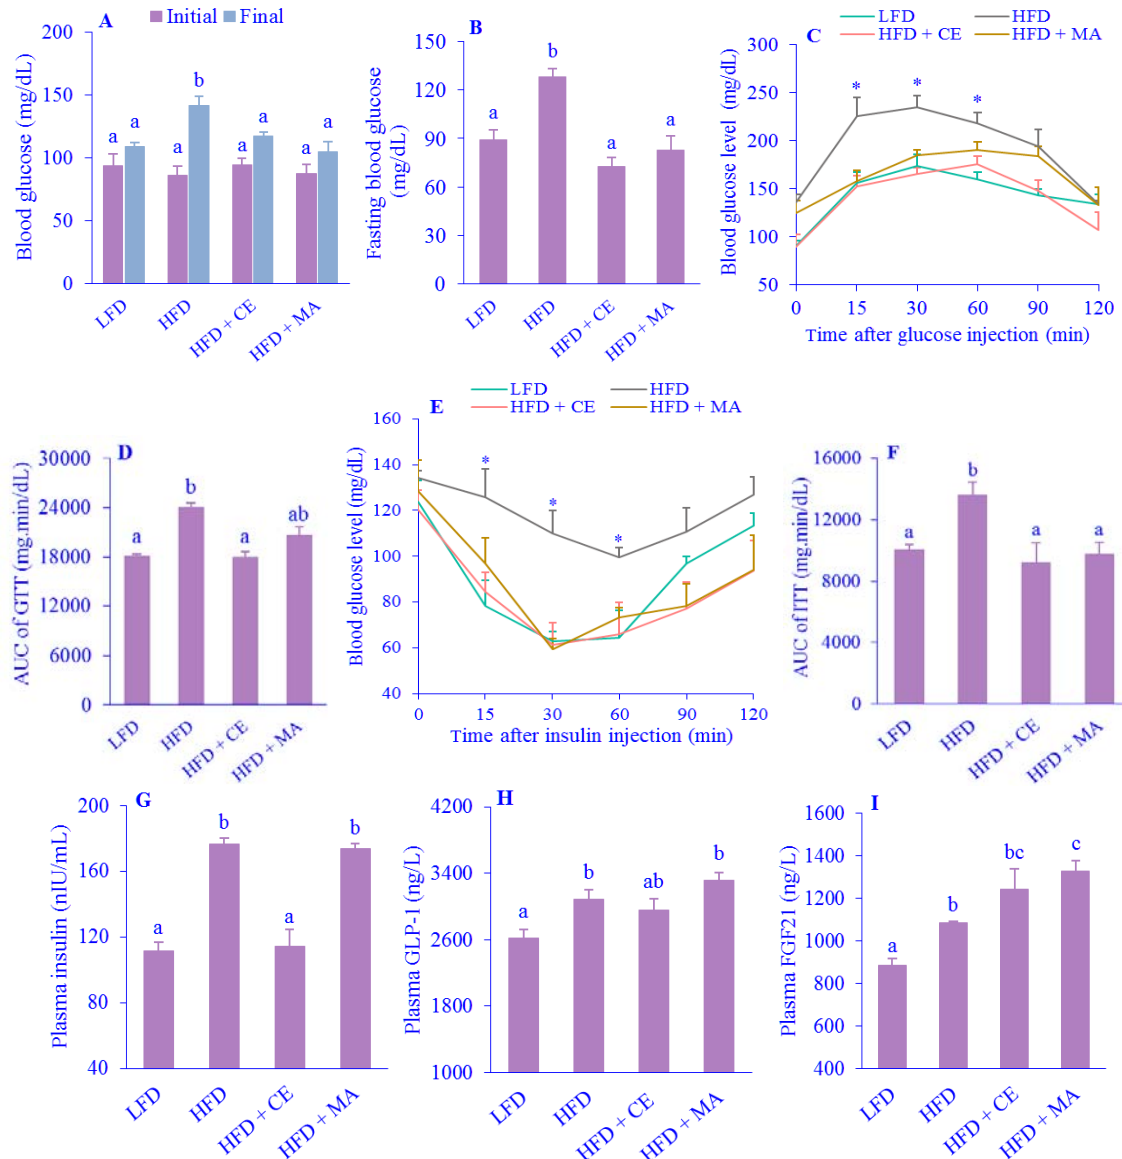 A
Initial Final
Blood glucose (mg/dL)
200
150
100
50
0
a a a b a a a a
LFD HFD HFD + CE HFD + MA
B
Fasting blood glucose
(mg/dL)
150
120
90
60
30
0
a b a a
LFD HFD HFD + CE HFD + MA
C
LFD HFD
HFD + CE HFD + MA
Blood glucose level (mg/dL)
300
250
200
150
100
50
* * *
0 15 30 60 90 120
Time after glucose injection (min)
D
AUC of GTT (mg.min/dL)
30000
24000
18000
12000
6000
0
a b a ab
LFD HFD HFD + CE HFD + MA
E
LFD HFD
HFD + CE HFD + MA
Blood glucose level (mg/dL)
160
140
120
100
80
60
40
* * *
0 15 30 60 90 120
Time after insulin injection (min)
F
AUC of ITT (mg.min/dL)
16000
12000
8000
4000
0
a b a a
LFD HFD HFD + CE HFD + MA
G
Plasma insulin (nIU/mL)
200
160
120
80
40
a b a b
LFD HFD HFD + CE HFD + MA
H
Plasma GLP-1 (ng/L)
4200
3400
2600
1800
1000
a b ab b
LFD HFD HFD + CE HFD + MA
I
Plasma FGF21 (ng/L)
1600
1400
1200
1000
800
600
400
a b bc c
LFD HFD HFD + CE HFD + MA